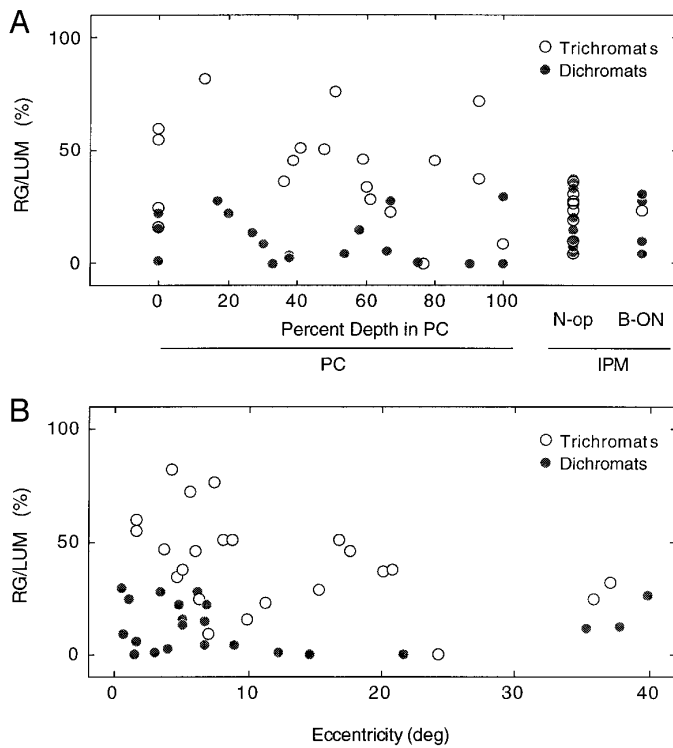 A
100
50
0
RG/LUM (%)
Trichromats
Dichromats
0 20 40 60 80 100
N-op B-ON
Percent Depth in PC
PC
IPM
B
100
50
0
RG/LUM (%)
Trichromats
Dichromats
0 10 20 30 40
Eccentricity (deg)